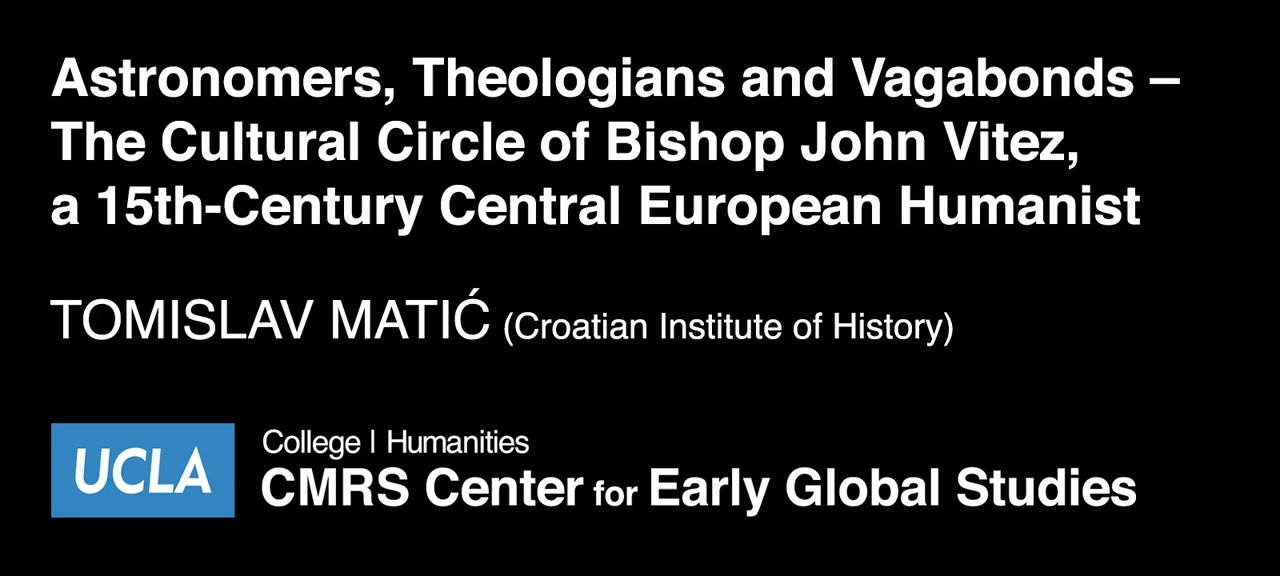 Astronomers, Theologians and Vagabonds –
The Cultural Circle of Bishop John Vitez,
a 15th-Century Central European Humanist
TOMISLAV MATIĆ (Croatian Institute of History)
UCLA
College | Humanities
CMRS Center for Early Global Studies